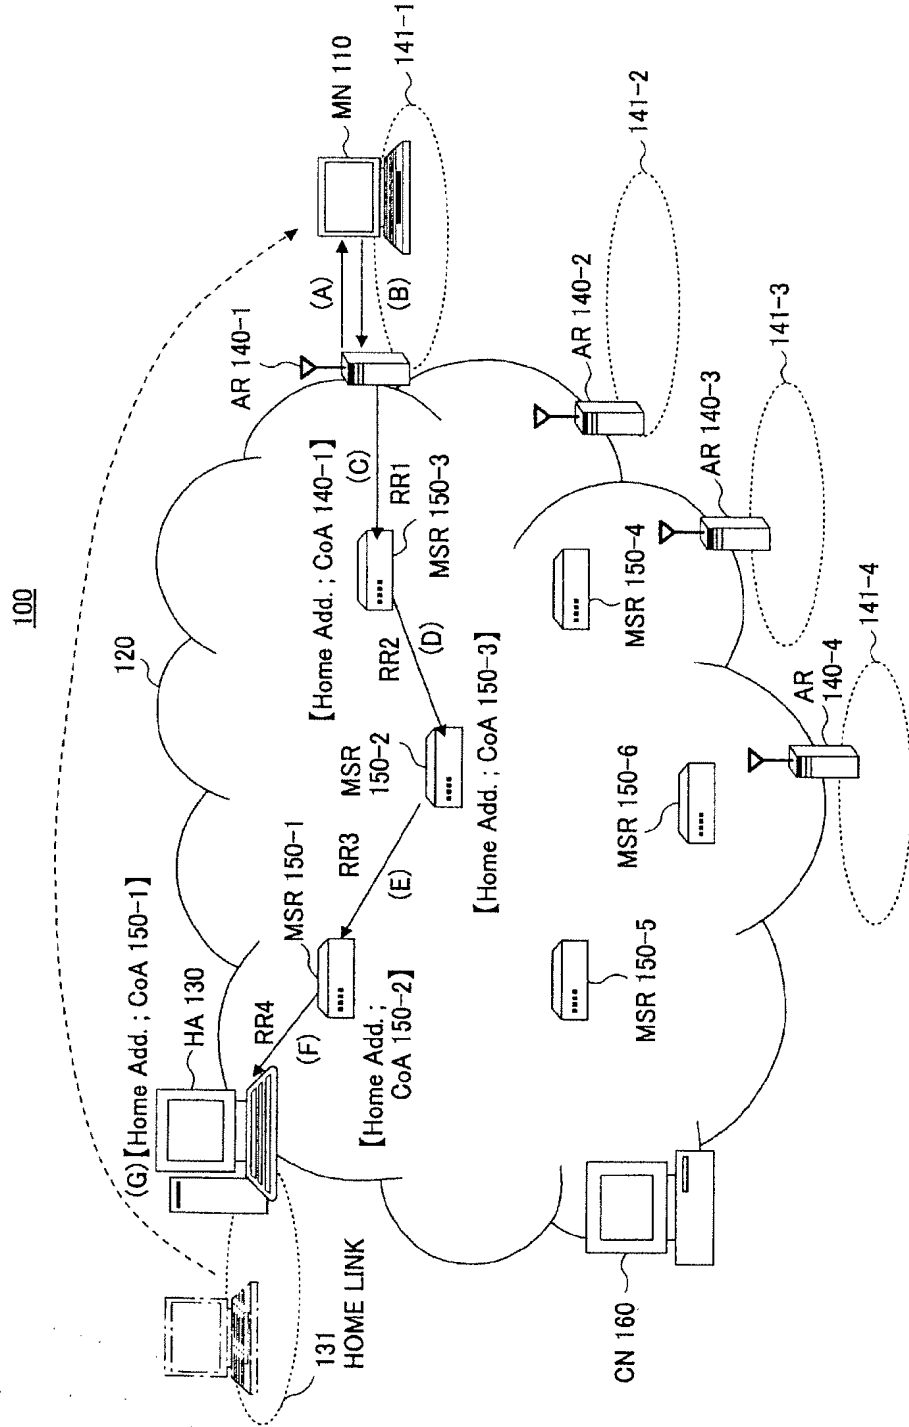 100
120
(G)【Home Add. ; CoA 150-1】
HA 130
RR4
(F)
MSR 150-1
【Home Add. ;
CoA 150-2】
RR3
(E)
MSR
150-2
【Home Add. ; CoA 150-3】
RR2
(D)
【Home Add. ; CoA 140-1】
(C)
RR1
MSR 150-3
AR 140-1
(A)
(B)
MN 110
141-1
131
HOME LINK
CN 160
MSR 150-5
MSR 150-6
MSR 150-4
AR
140-4
141-4
AR 140-3
141-3
AR 140-2
141-2